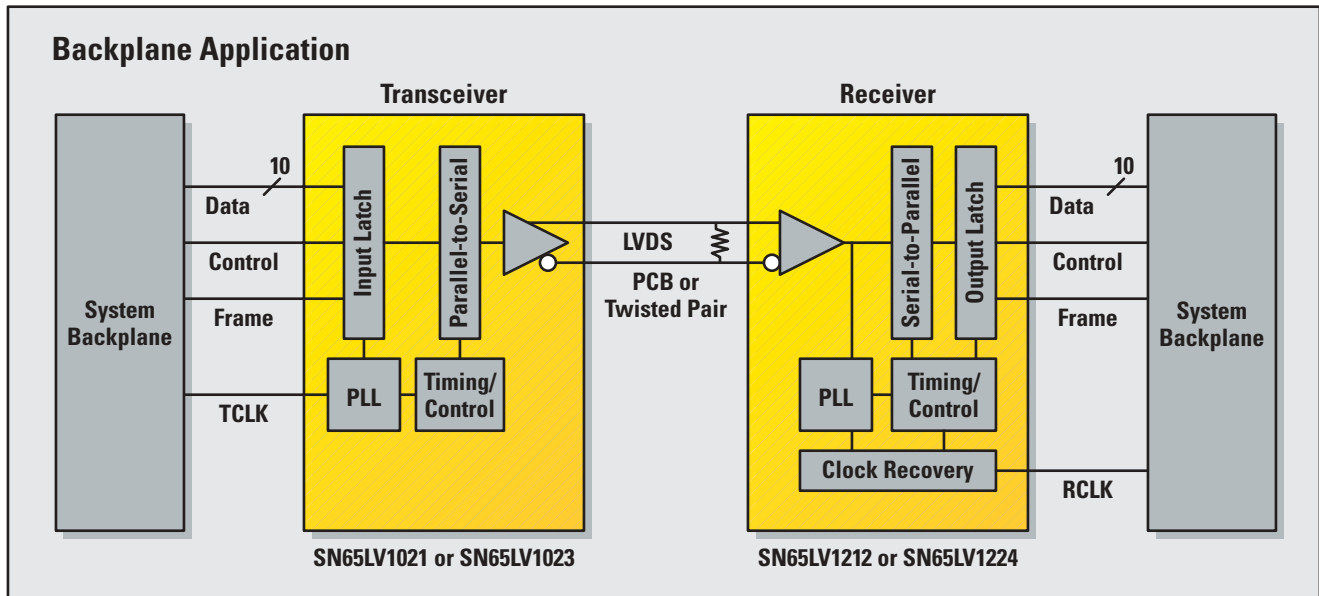 Backplane Application
Transceiver
Receiver
System
Backplane
10
Data
Control
Frame
TCLK
Input Latch
Parallel-to-Serial
PLL
Timing/
Control
LVDS
PCB or
Twisted Pair
Serial-to-Parallel
Output Latch
PLL
Timing/
Control
Clock Recovery
10
Data
Control
Frame
RCLK
System
Backplane
SN65LV1021 or SN65LV1023
SN65LV1212 or SN65LV1224